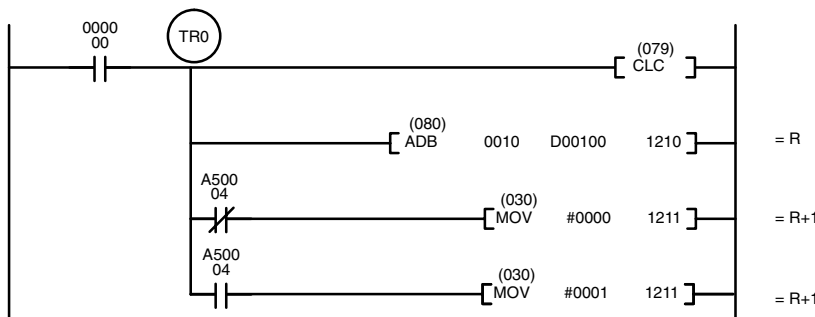 0000
00
TR0
(079)
CLC
(080)
ADB 0010 D00100 1210 = R
A500
04
(030)
MOV #0000 1211 = R+1
A500
04
(030)
MOV #0001 1211 = R+1